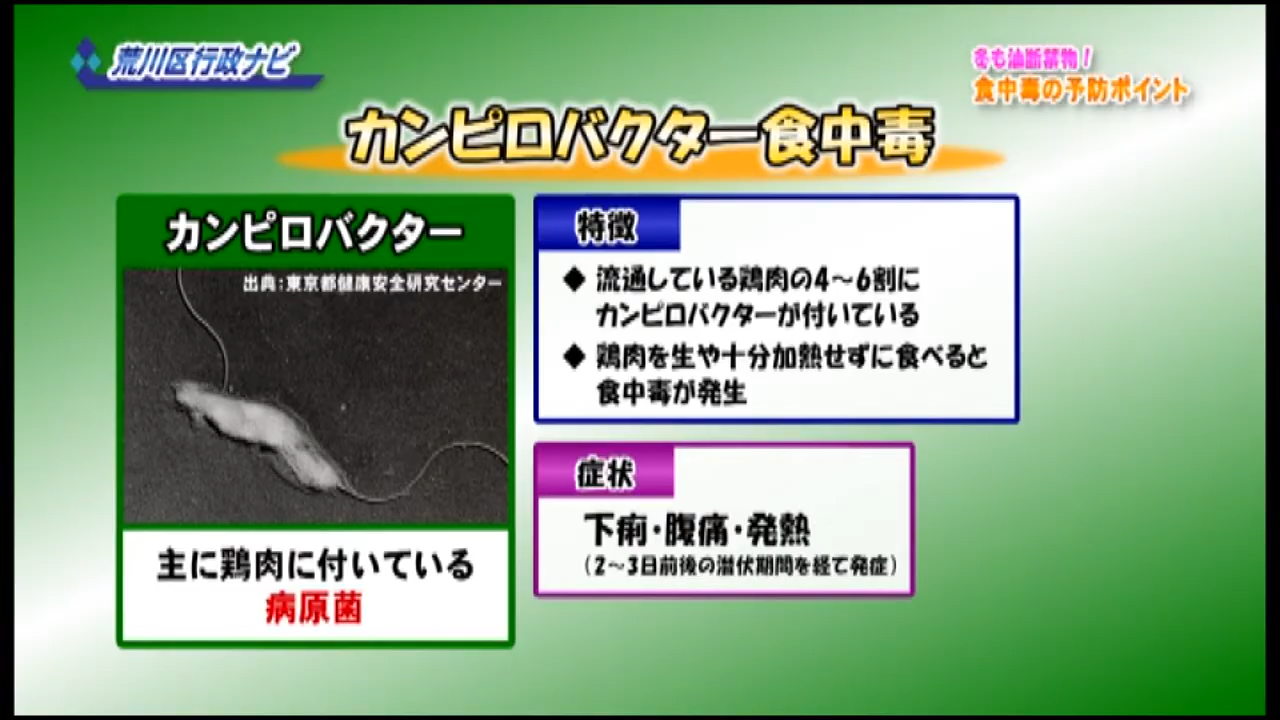 荒川区行政ナビ
冬も油断禁物！
食中毒の予防ポイント
カンピロバクター食中毒
カンピロバクター
出典：東京都健康安全研究センター
主に鶏肉に付いている
病原菌
特徴
◆ 流通している鶏肉の4～6割に
カンピロバクターが付いている
◆ 鶏肉を生や十分加熱せずに食べると
食中毒が発生
症状
下痢・腹痛・発熱
（2～3日前後の潜伏期間を経て発症）